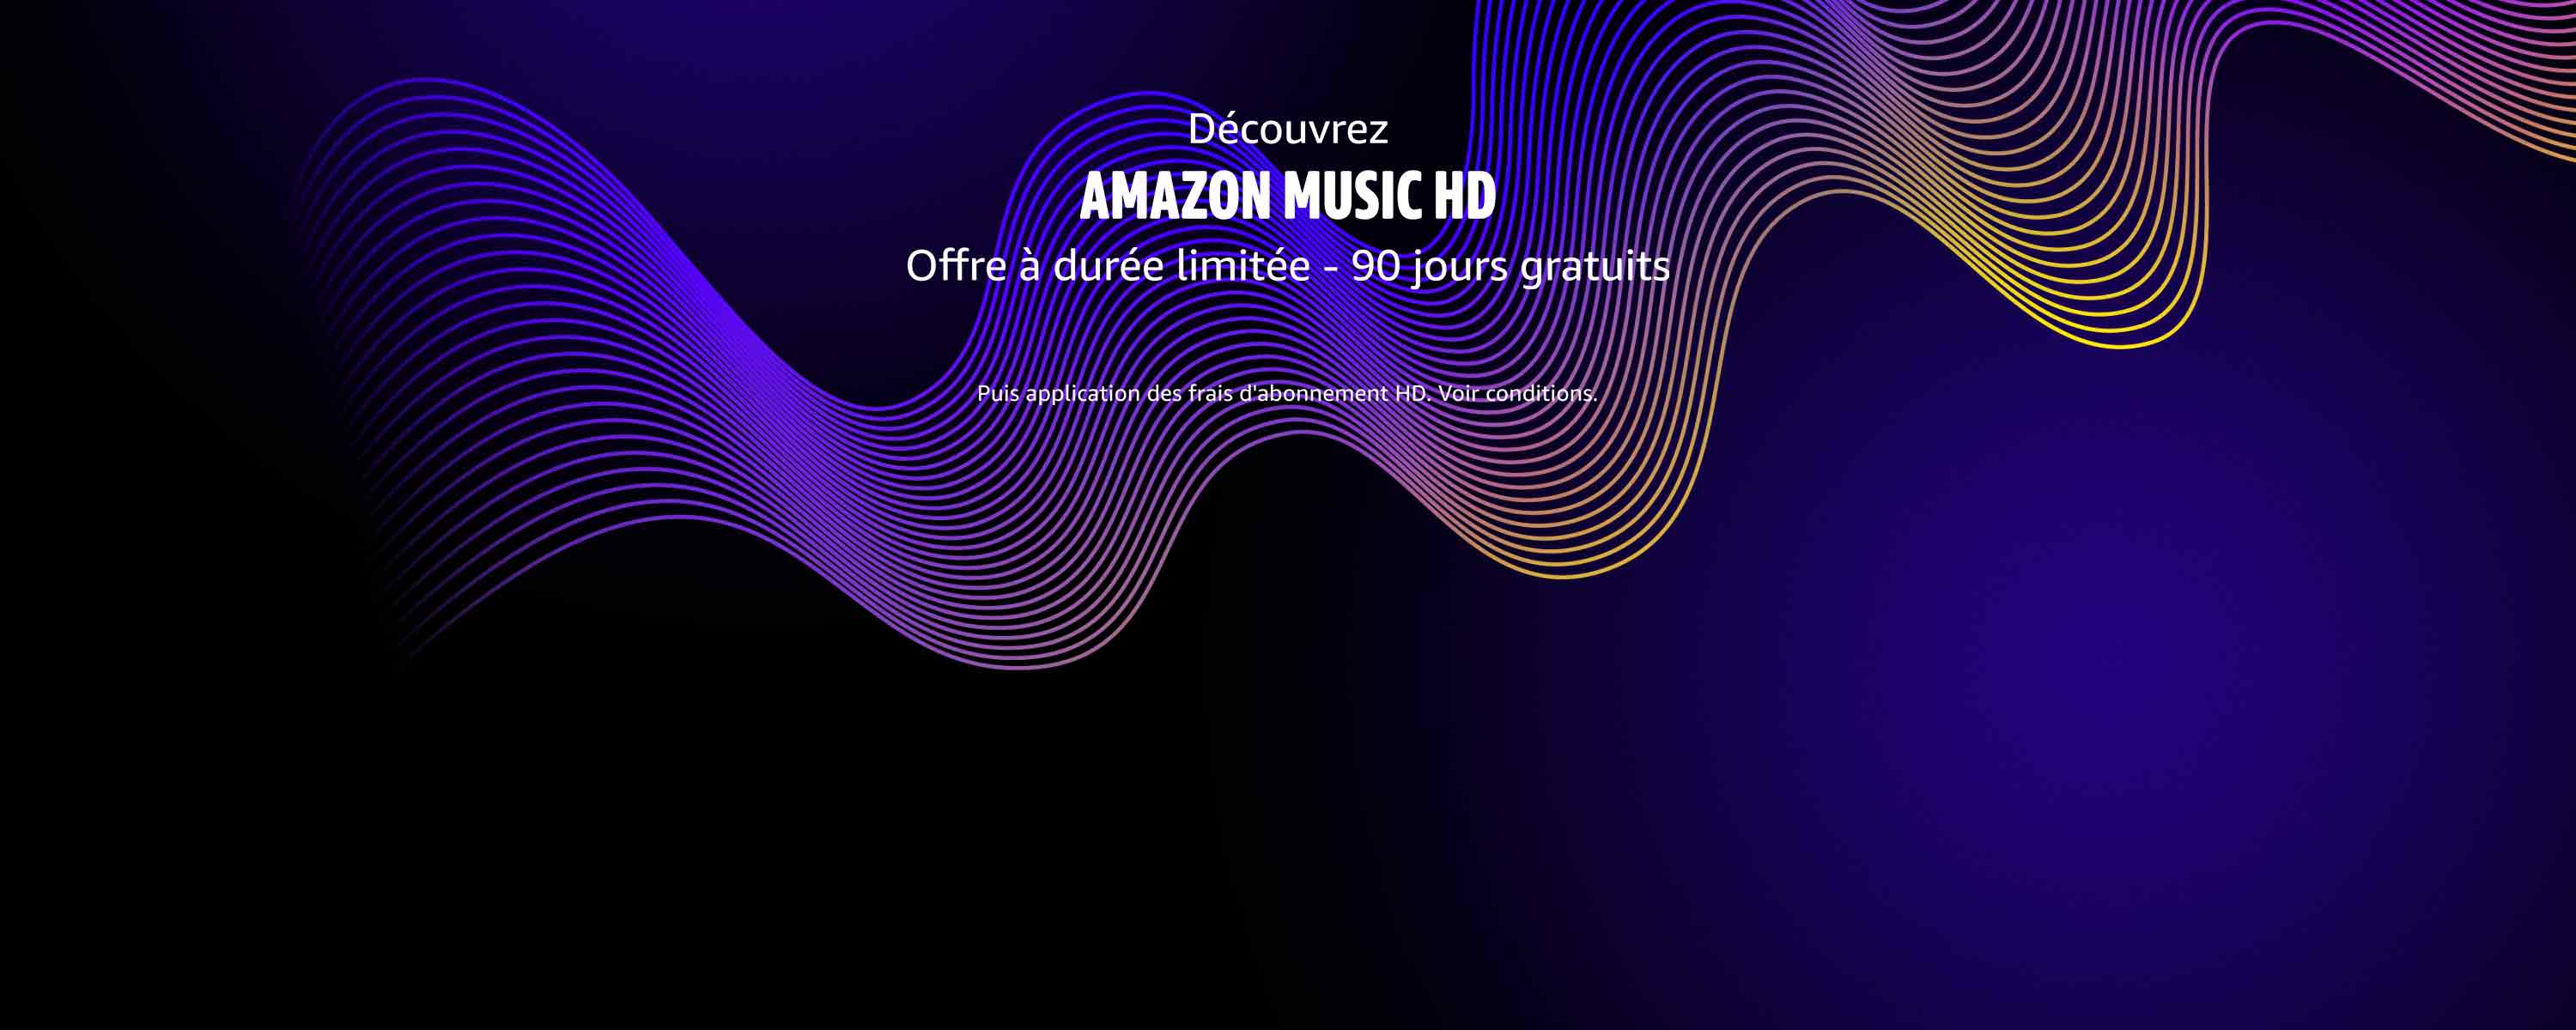 Découvrez
AMAZON MUSIC HD
Offre à durée limitée - 90 jours gratuits
Puis application des frais d'abonnement HD. Voir conditions.